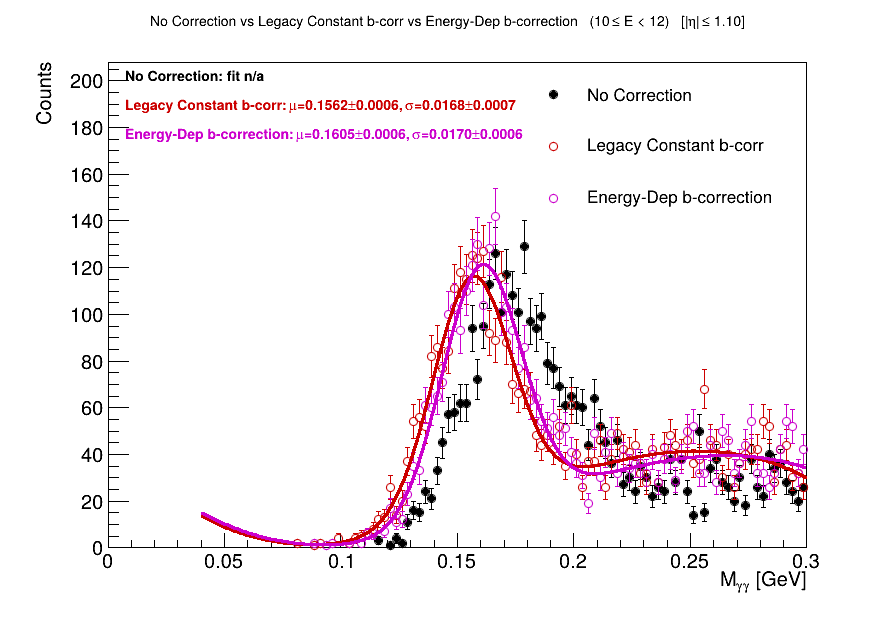 No Correction vs Legacy Constant b-corr vs Energy-Dep b-correction (10 ≤ E < 12) [|η| ≤ 1.10]
Counts
No Correction: fit n/a
Legacy Constant b-corr: μ=0.1562±0.0006, σ=0.0168±0.0007
Energy-Dep b-correction: μ=0.1605±0.0006, σ=0.0170±0.0006
No Correction
Legacy Constant b-corr
Energy-Dep b-correction
200
180
160
140
120
100
80
60
40
20
0
0 0.05 0.1 0.15 0.2 0.25 0.3
M_γγ [GeV]